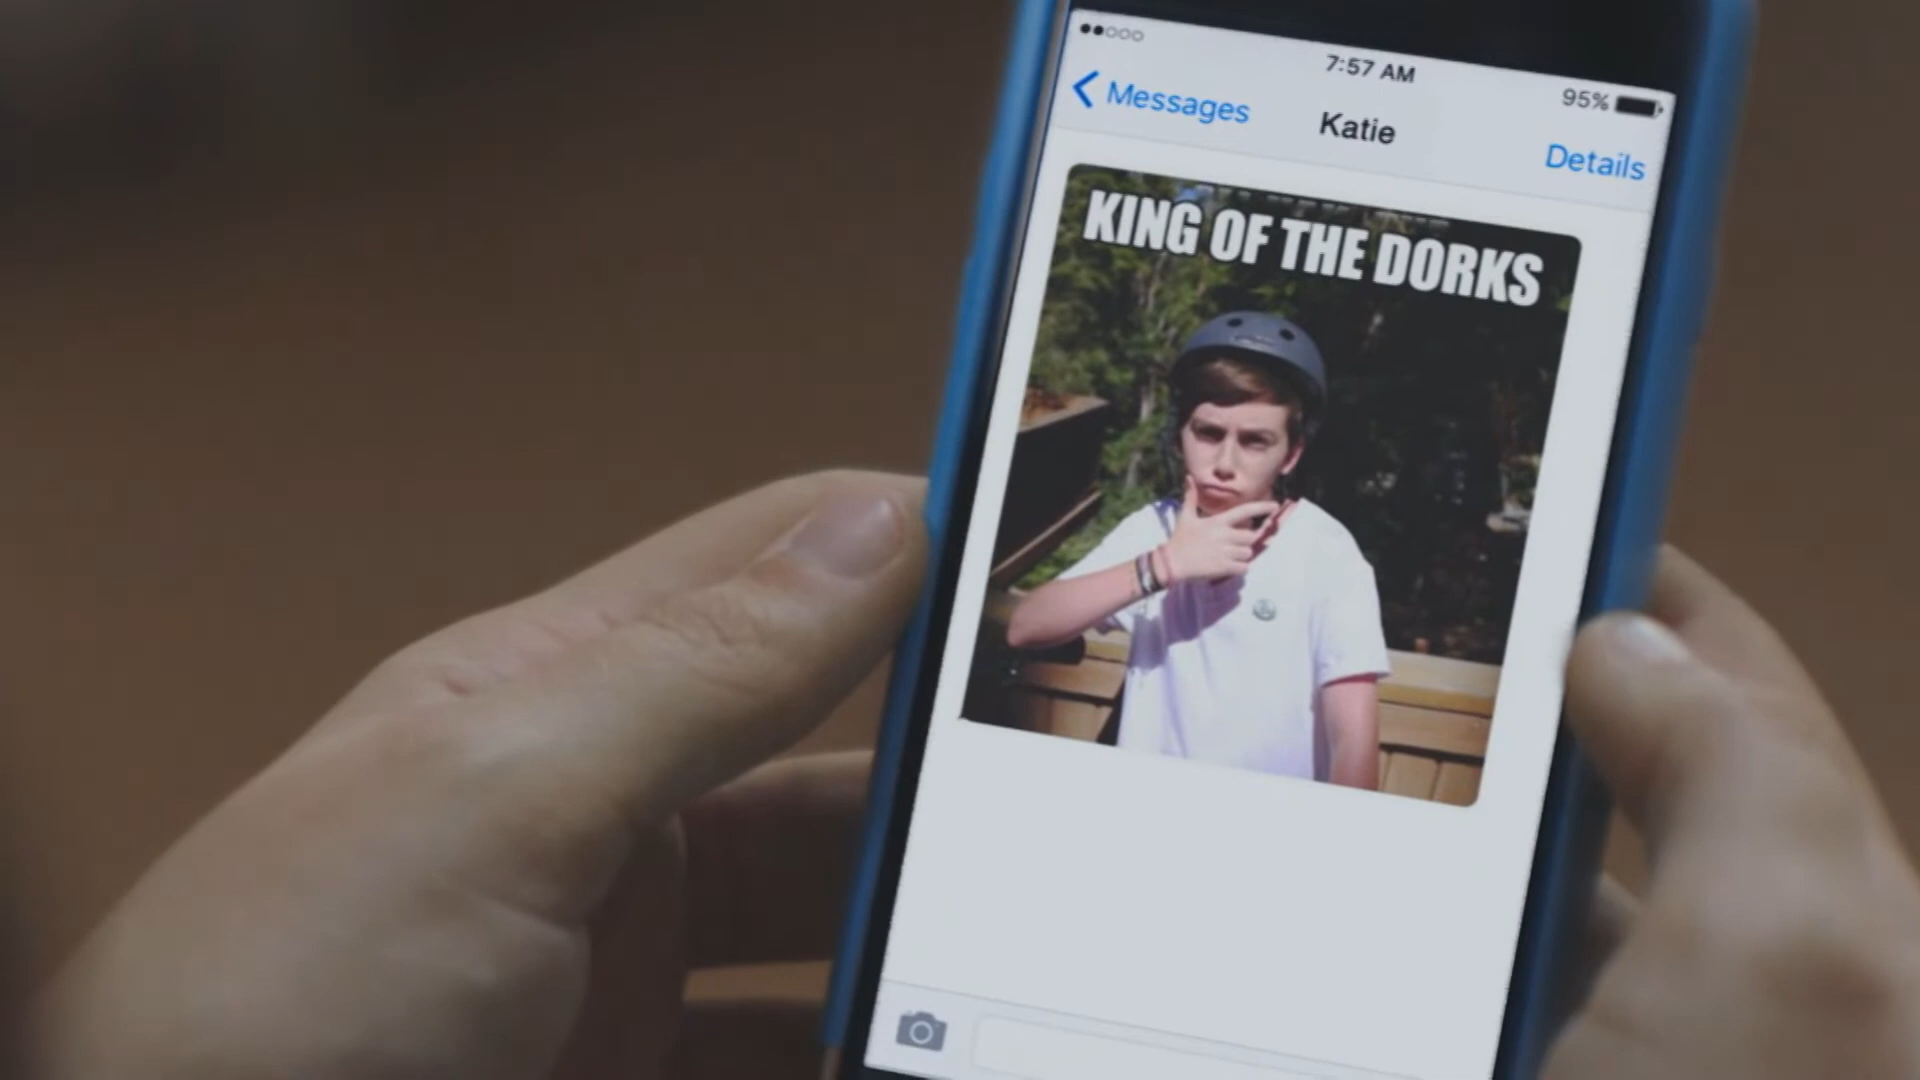 7:57 AM
95%
Messages
Katie
Details
KING OF THE DORKS